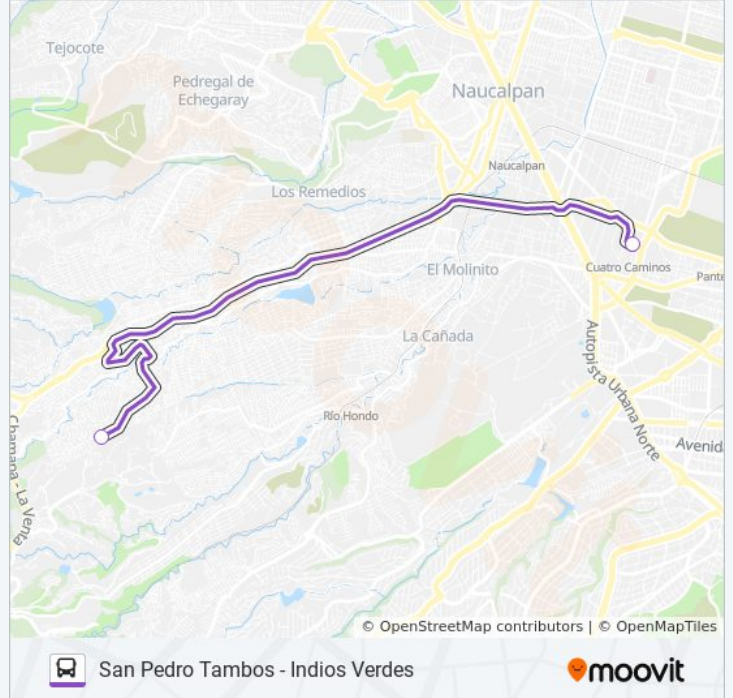 Tejocote
Pedregal de
Echegaray
Naucalpan
Naucalpan
Los Remedios
El Molinito
Cuatro Caminos
Pante
La Cañada
Río Hondo
Autopista Urbana Norte
Avenid
Chamapa - La Venta
© OpenStreetMap contributors | © OpenMapTiles
San Pedro Tambos - Indios Verdes
moovit